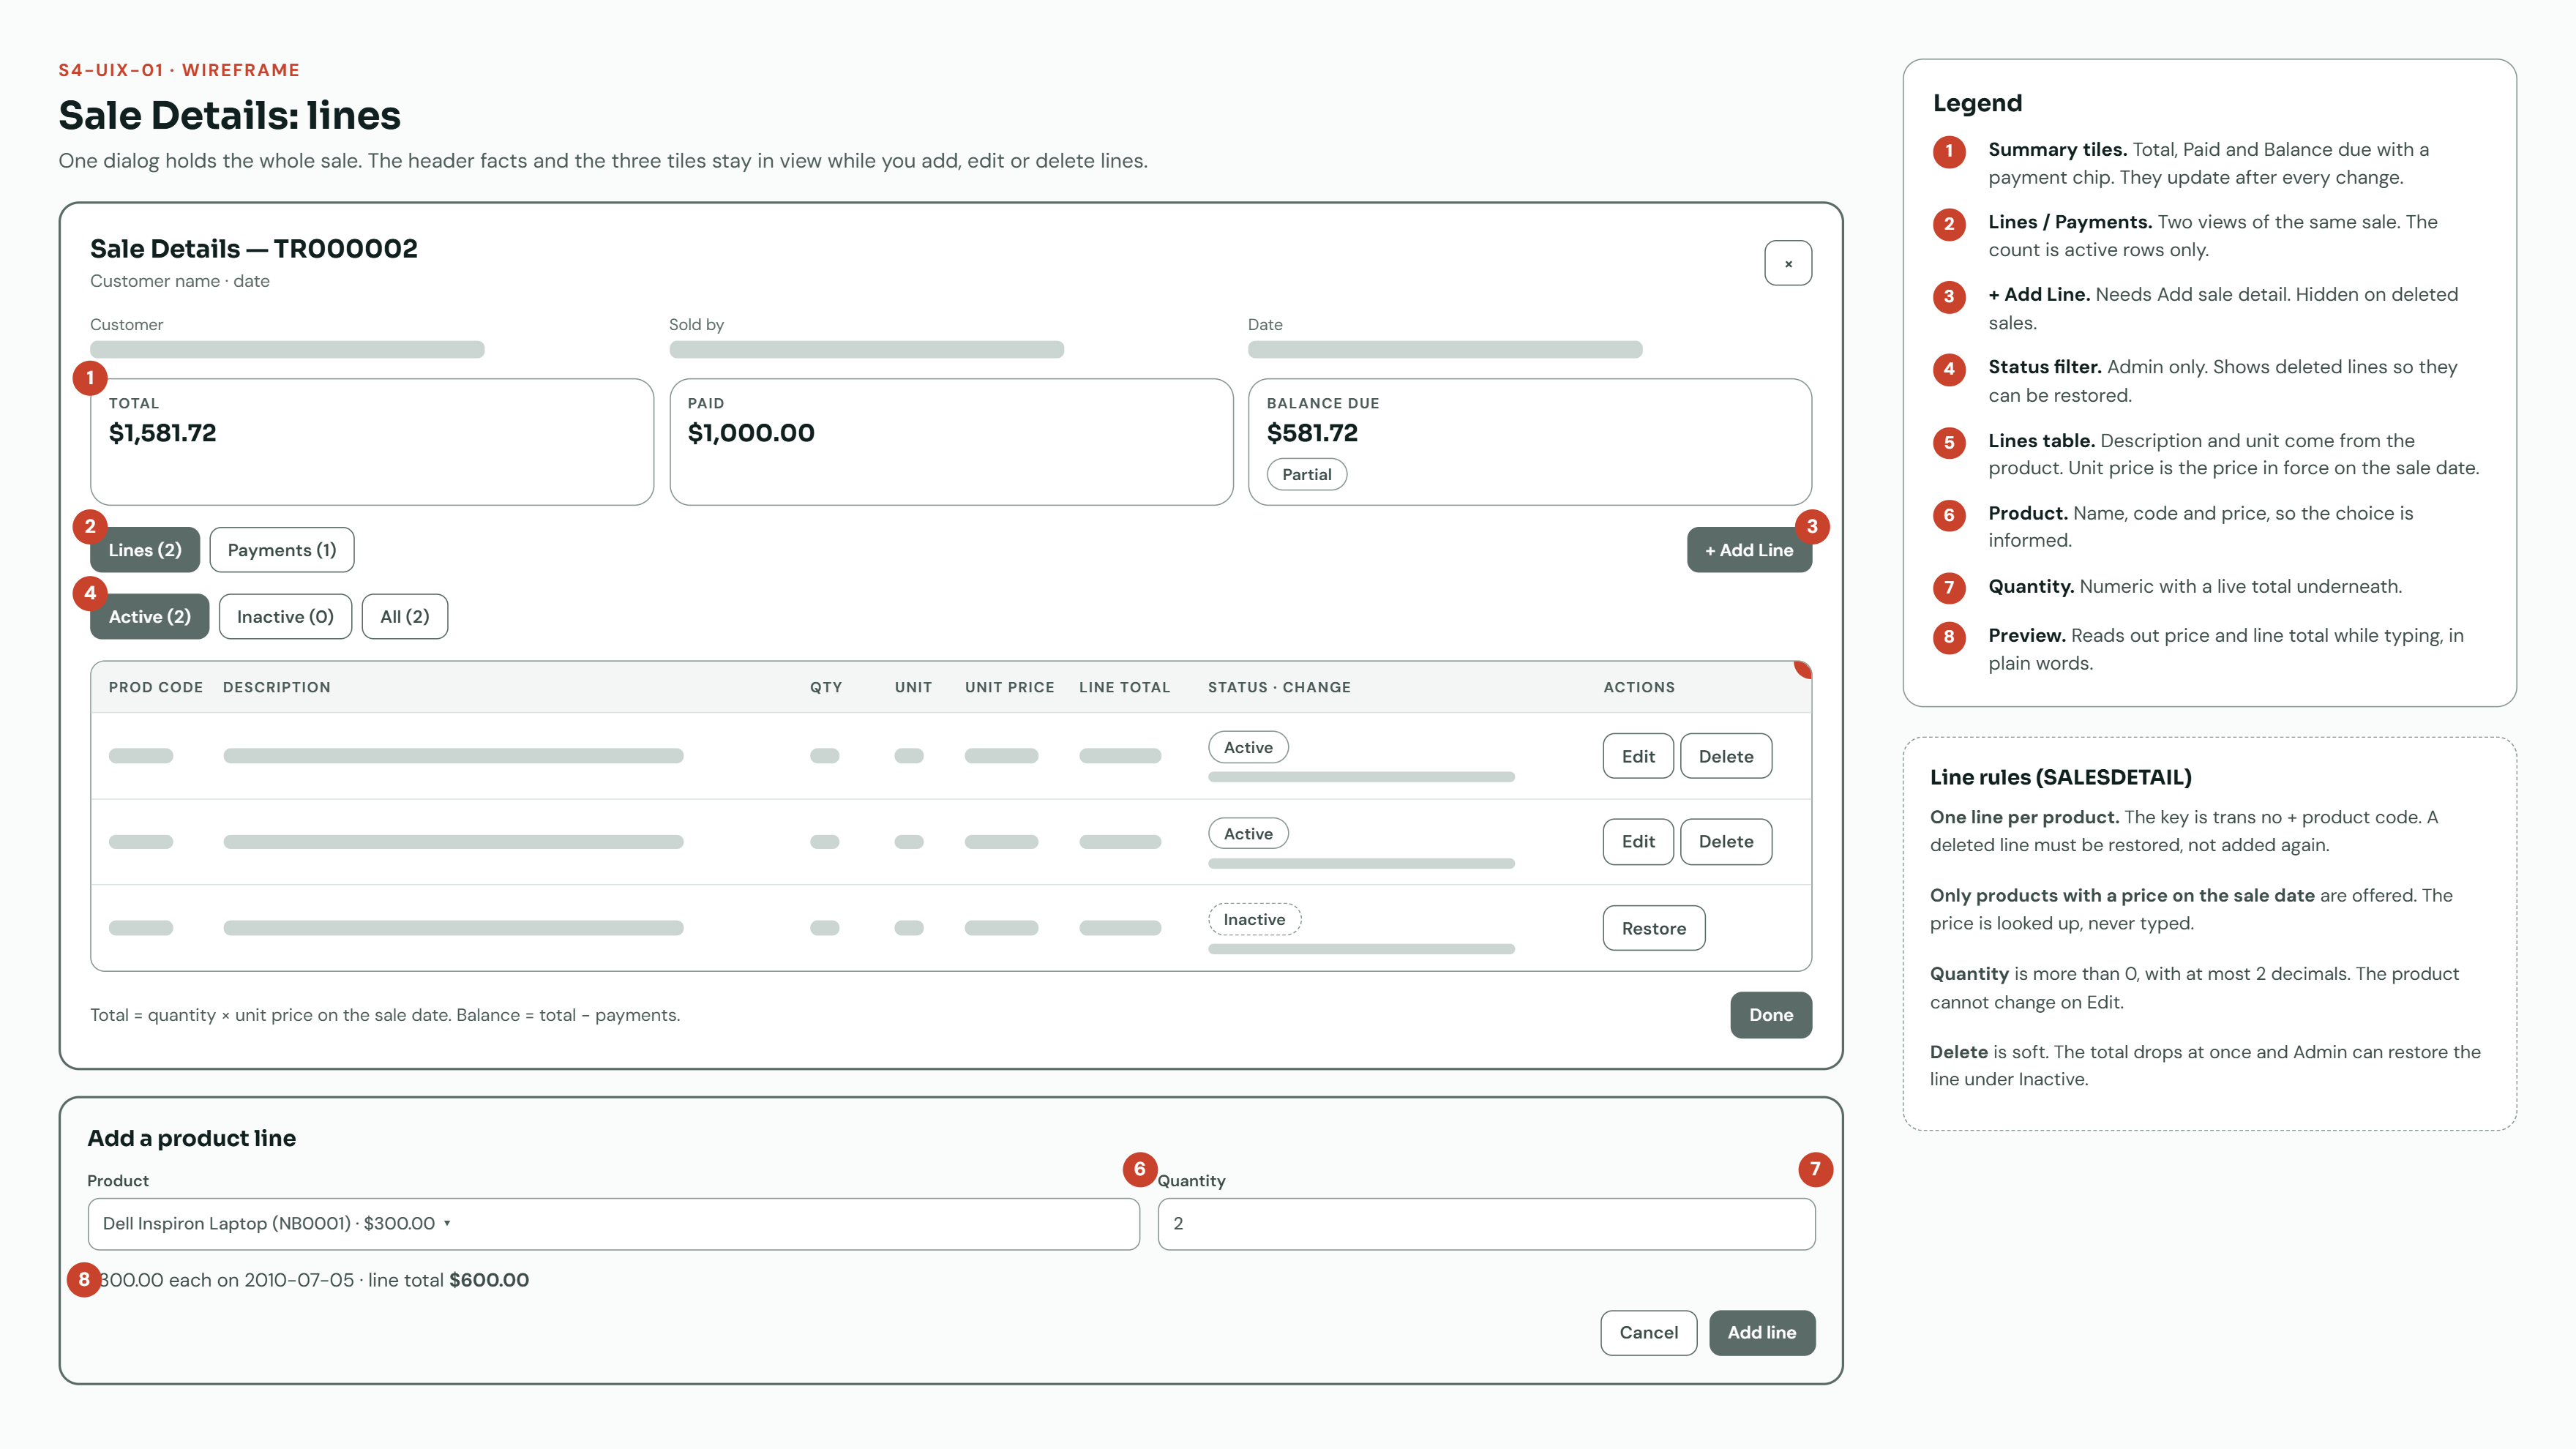 S4-UIX-01 · WIREFRAME
Sale Details: lines
One dialog holds the whole sale. The header facts and the three tiles stay in view while you add, edit or delete lines.
Sale Details — TR000002
Customer name · date
×
Customer
Sold by
Date
1
TOTAL
$1,581.72
PAID
$1,000.00
BALANCE DUE
$581.72
Partial
2
Lines (2)
Payments (1)
+ Add Line
3
4
Active (2)
Inactive (0)
All (2)
PROD CODE DESCRIPTION QTY UNIT UNIT PRICE LINE TOTAL STATUS · CHANGE ACTIONS
Active Edit Delete
Active Edit Delete
Inactive Restore
Total = quantity × unit price on the sale date. Balance = total − payments.
Done
Add a product line
Product
6
Quantity
7
Dell Inspiron Laptop (NB0001) · $300.00 ▾
2
8
300.00 each on 2010-07-05 · line total $600.00
Cancel
Add line
Legend
1 Summary tiles. Total, Paid and Balance due with a
payment chip. They update after every change.
2 Lines / Payments. Two views of the same sale. The
count is active rows only.
3 + Add Line. Needs Add sale detail. Hidden on deleted
sales.
4 Status filter. Admin only. Shows deleted lines so they
can be restored.
5 Lines table. Description and unit come from the
product. Unit price is the price in force on the sale date.
6 Product. Name, code and price, so the choice is
informed.
7 Quantity. Numeric with a live total underneath.
8 Preview. Reads out price and line total while typing, in
plain words.
Line rules (SALESDETAIL)
One line per product. The key is trans no + product code. A
deleted line must be restored, not added again.
Only products with a price on the sale date are offered. The
price is looked up, never typed.
Quantity is more than 0, with at most 2 decimals. The product
cannot change on Edit.
Delete is soft. The total drops at once and Admin can restore the
line under Inactive.